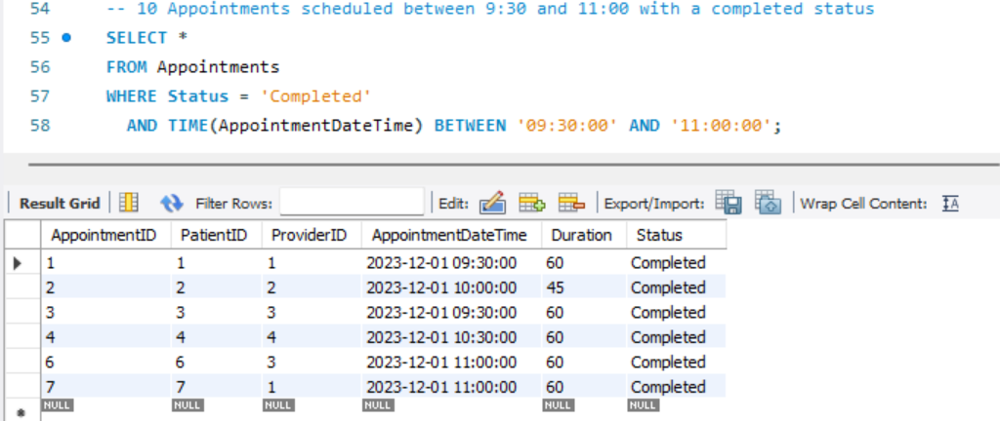 54 -- 10 Appointments scheduled between 9:30 and 11:00 with a completed status
55 SELECT *
56 FROM Appointments
57 WHERE Status = 'Completed'
58 AND TIME(AppointmentDateTime) BETWEEN '09:30:00' AND '11:00:00';
Result Grid Filter Rows: Edit: Export/Import: Wrap Cell Content: IA
AppointmentID PatientID ProviderID AppointmentDateTime Duration Status
1 1 1 2023-12-01 09:30:00 60 Completed
2 2 2 2023-12-01 10:00:00 45 Completed
3 3 3 2023-12-01 09:30:00 60 Completed
4 4 4 2023-12-01 10:30:00 60 Completed
6 6 3 2023-12-01 11:00:00 60 Completed
7 7 1 2023-12-01 11:00:00 60 Completed
NULL NULL NULL NULL NULL NULL